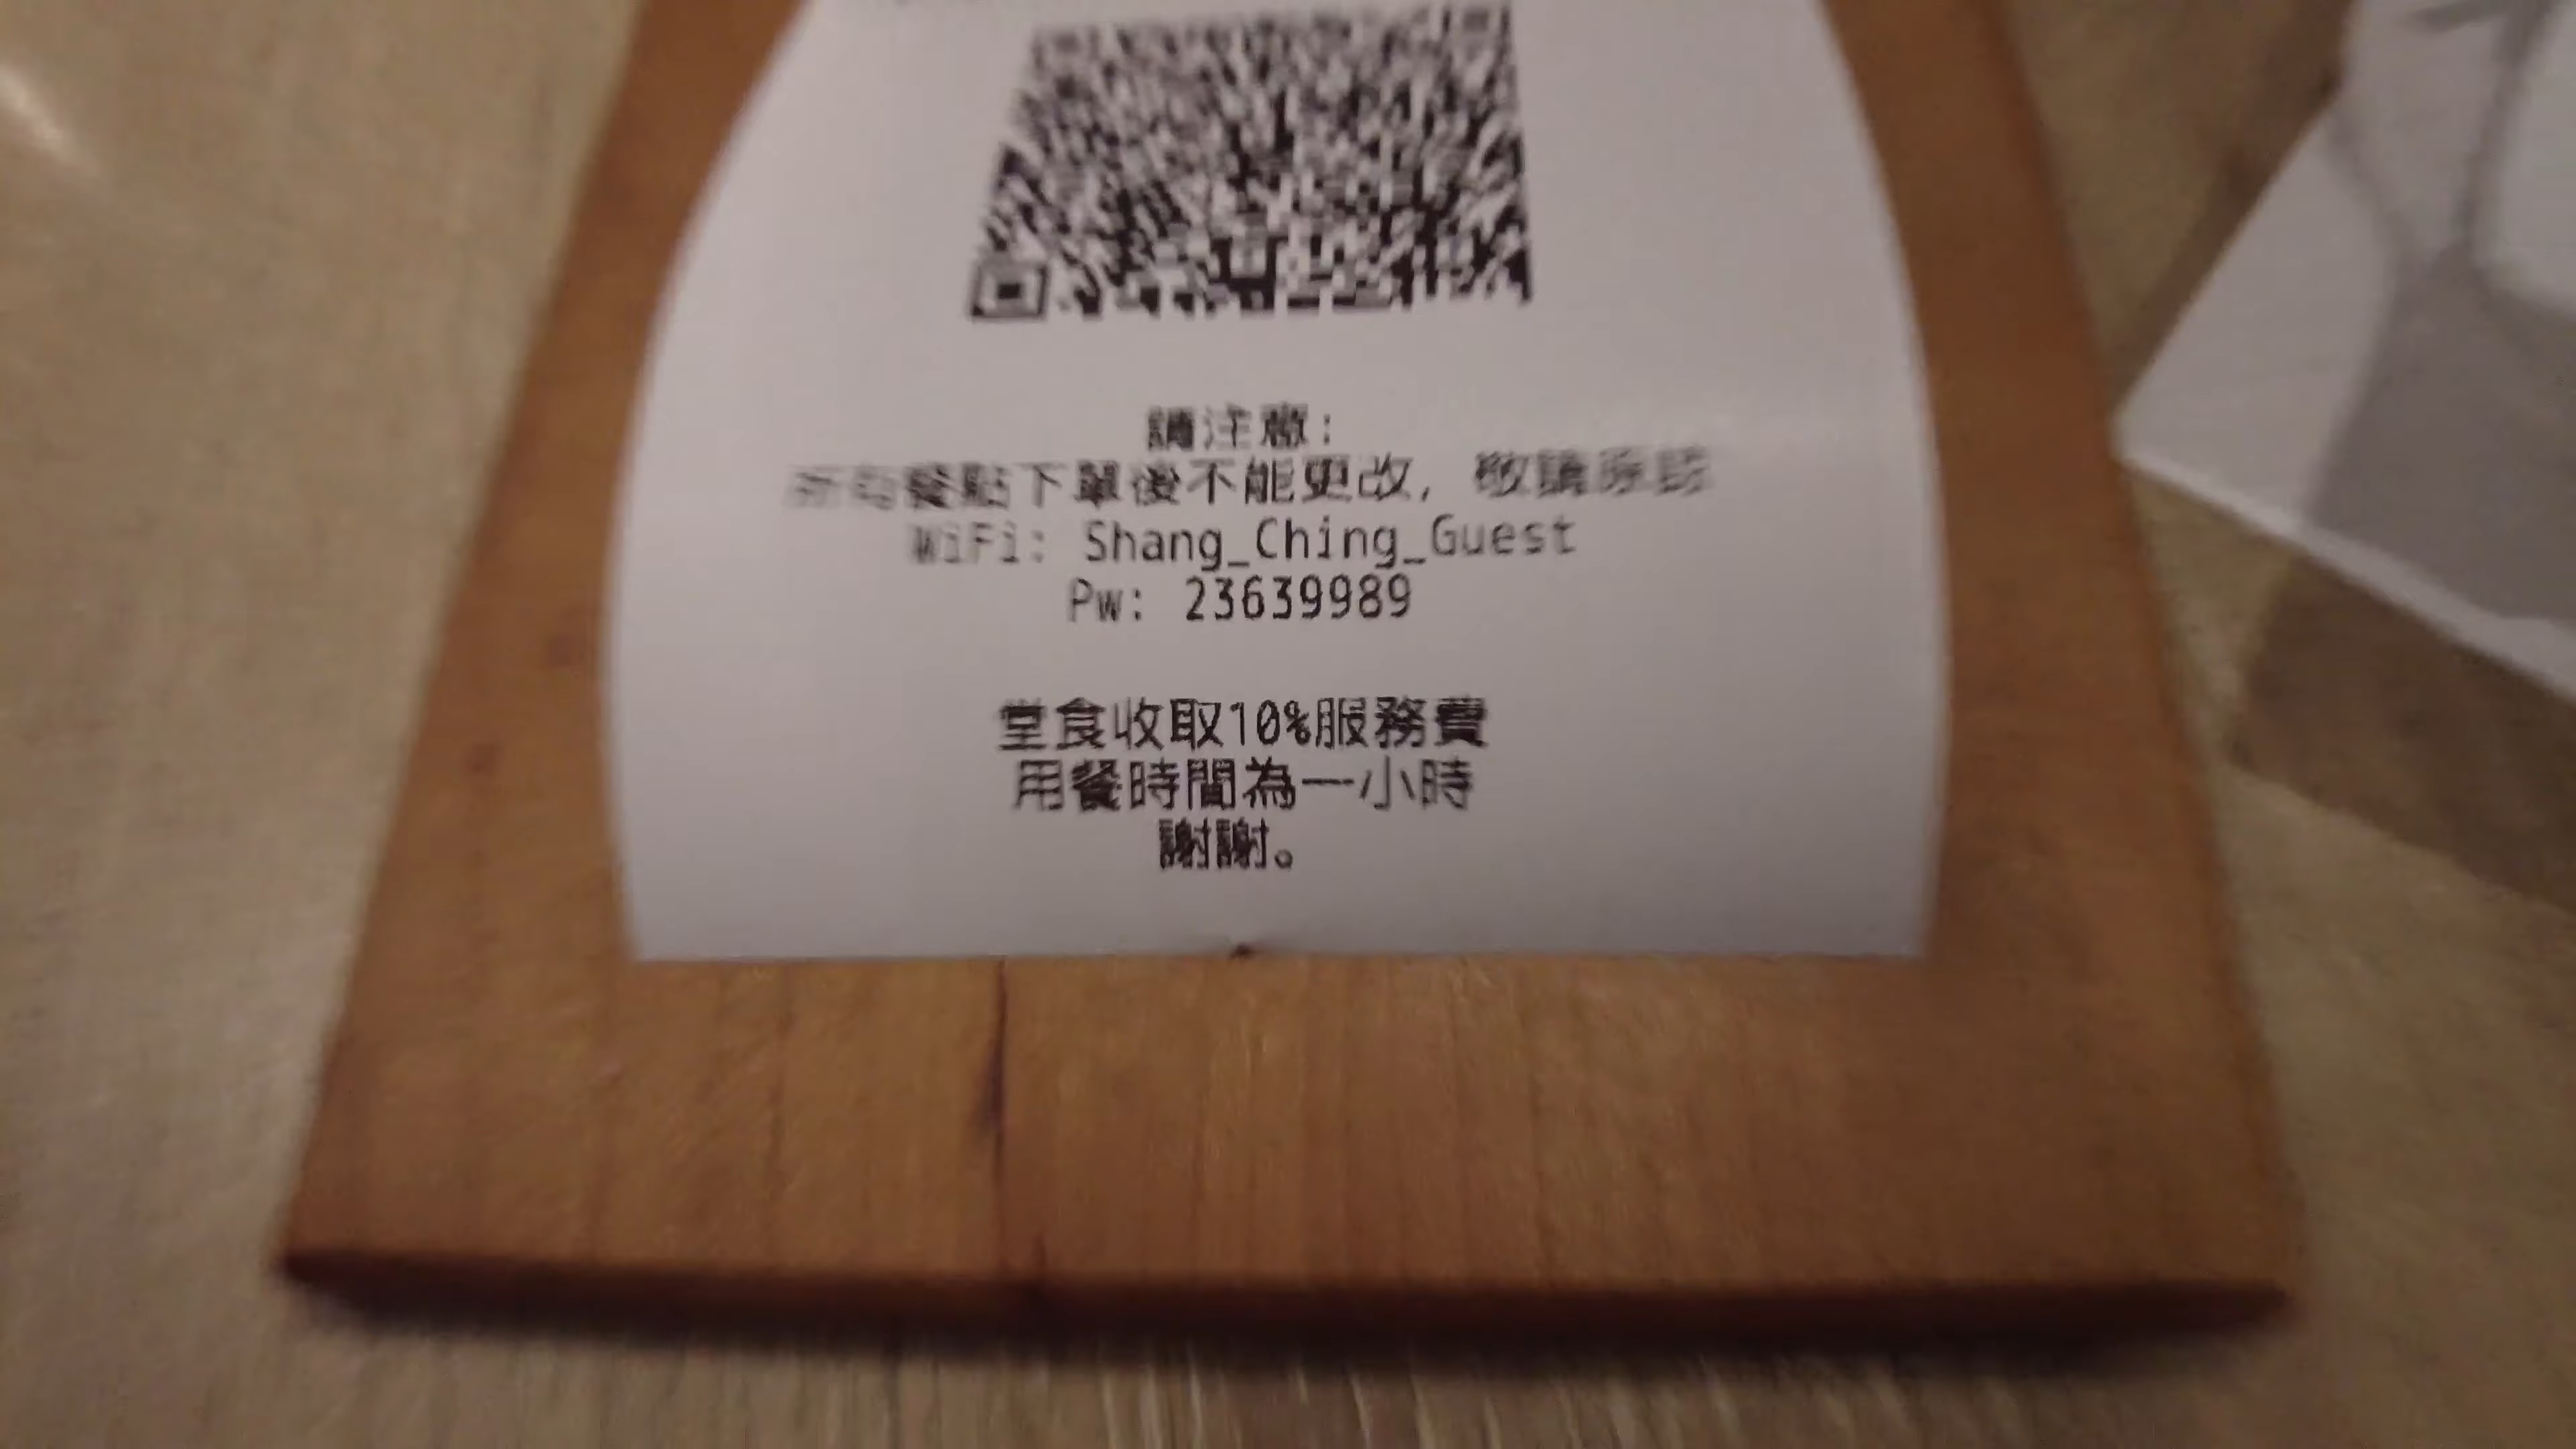 請注意:
所有餐點下單後不能更改, 敬請原諒
WiFi: Shang_Ching_Guest
Pw: 23639989
堂食收取10%服務費
用餐時間為一小時
謝謝。